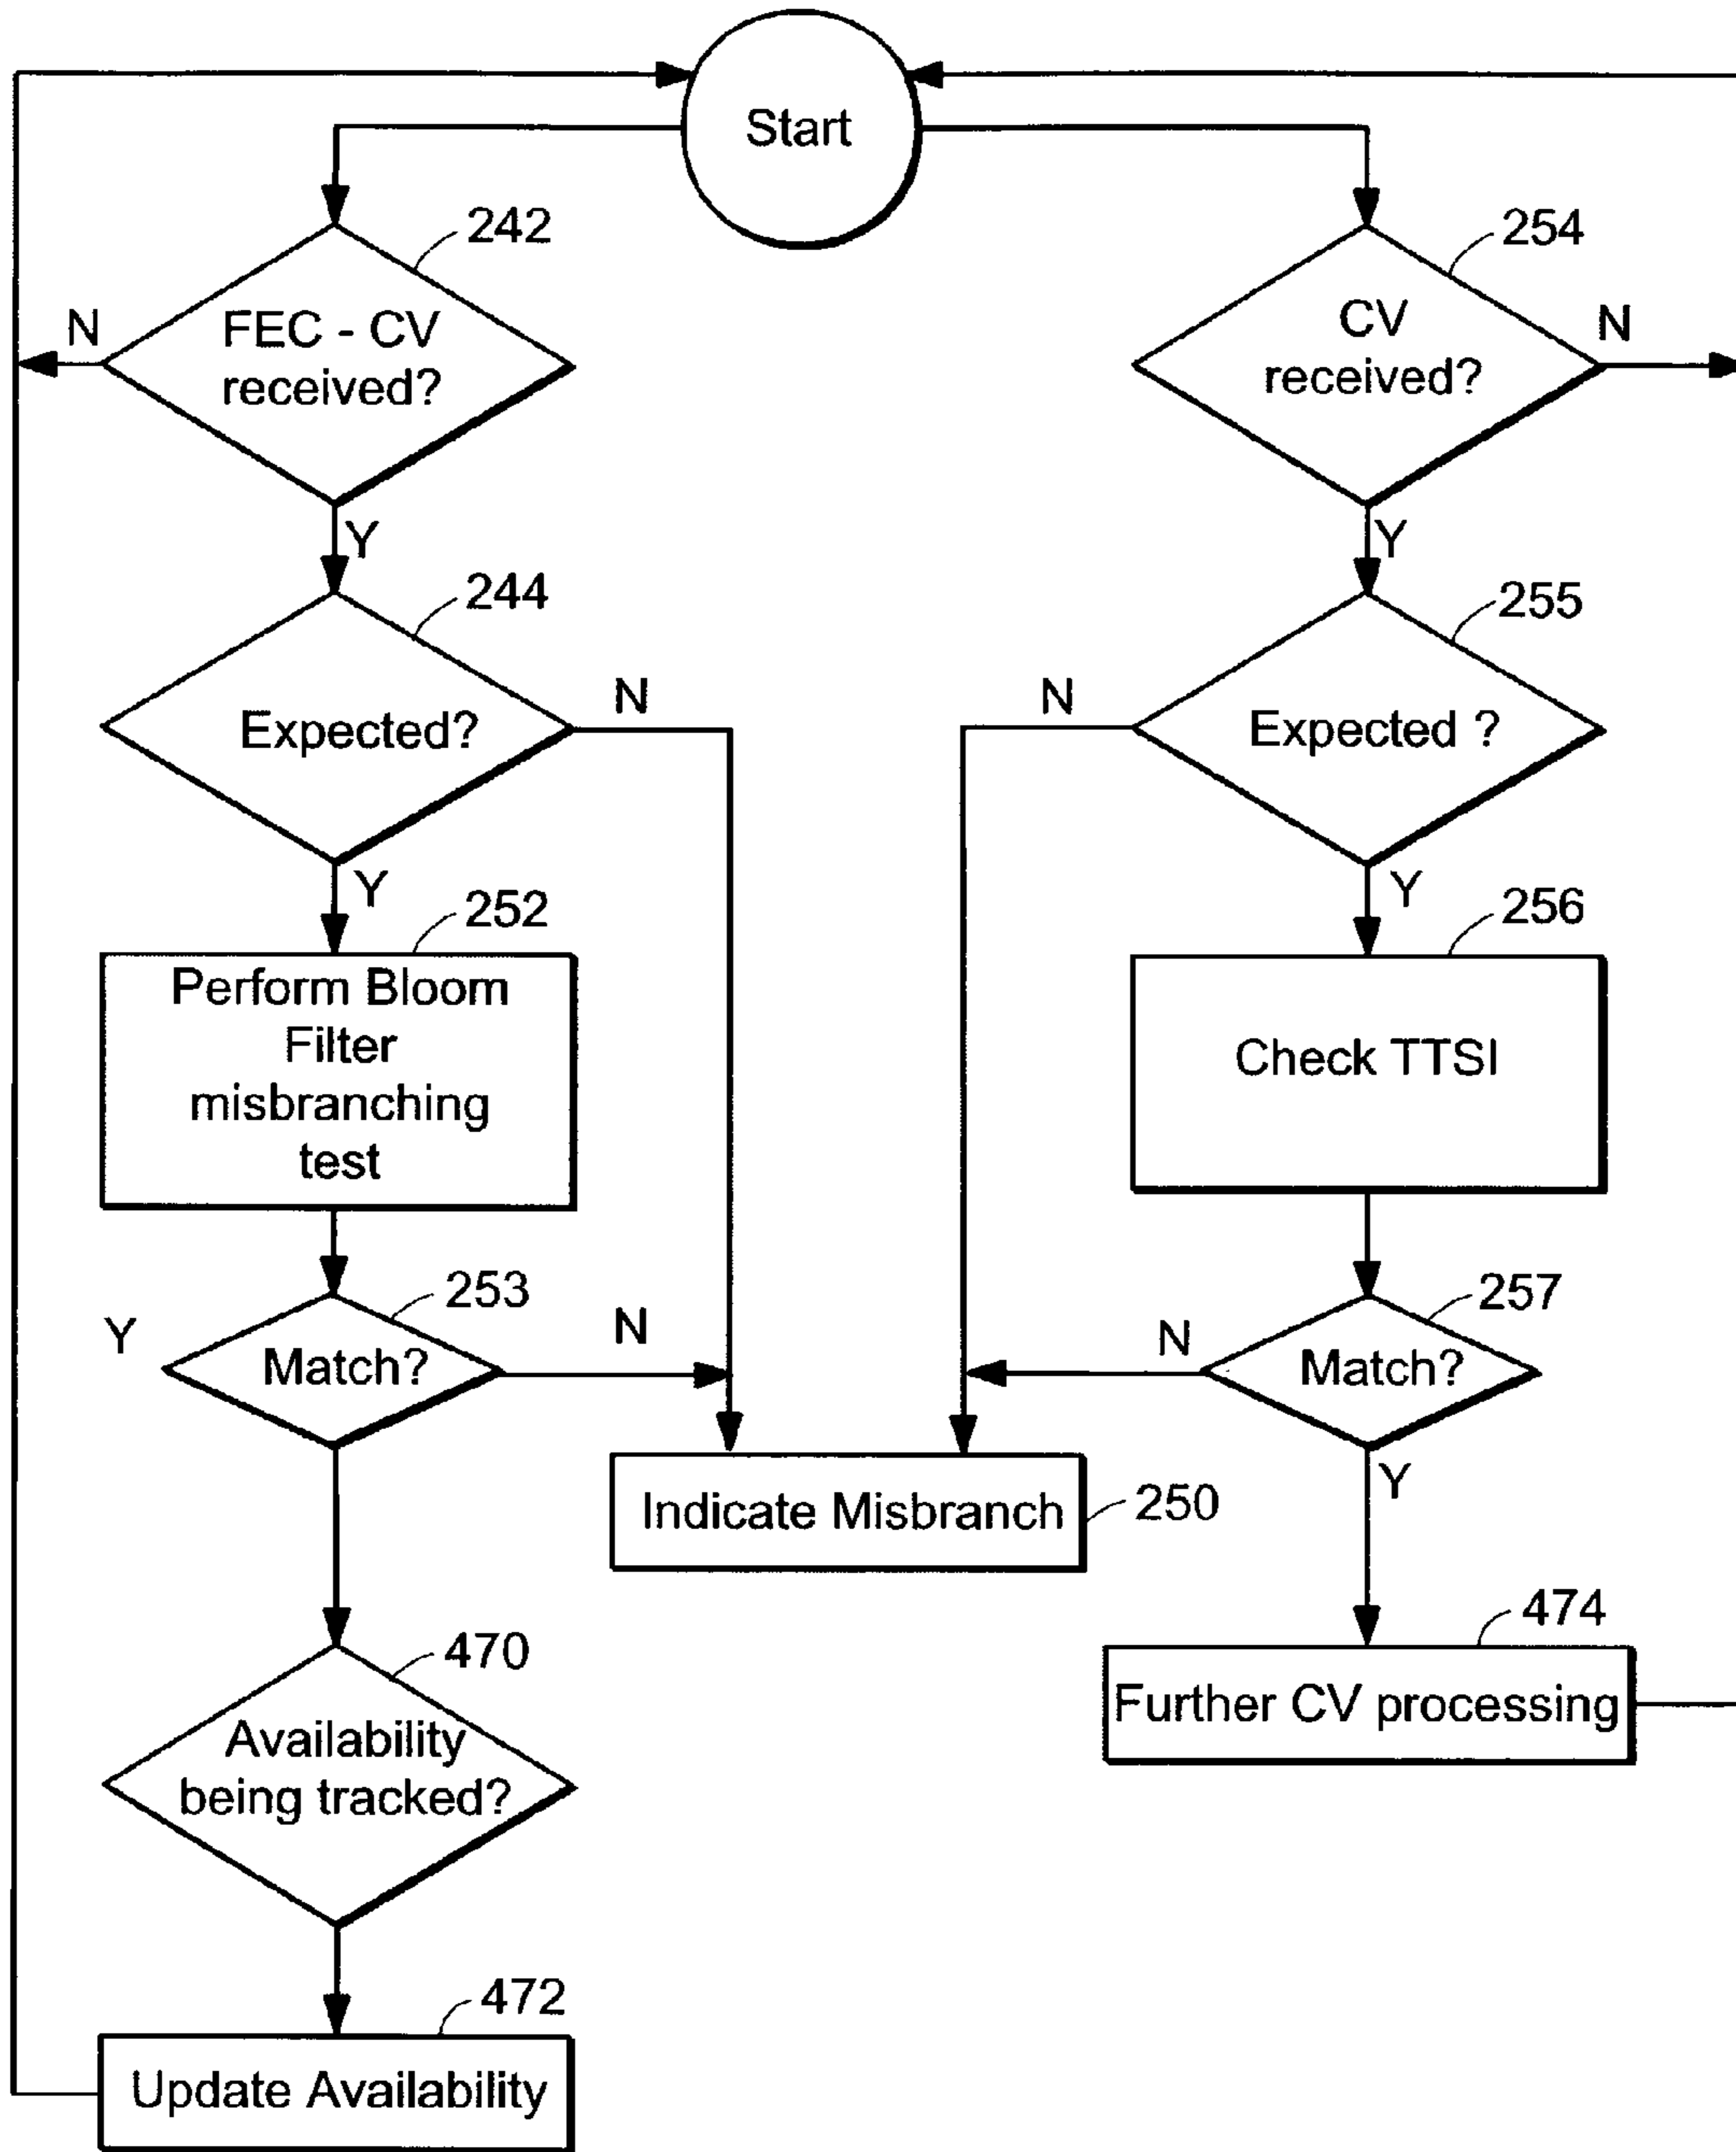 Start
242
FEC - CV
received?
N
Y
244
Expected?
N
Y
252
Perform Bloom
Filter
misbranching
test
253
Match?
Y
N
470
Availability
being tracked?
472
Update Availability
254
CV
received?
N
Y
255
Expected ?
N
Y
256
Check TTSI
257
Match?
N
Y
Indicate Misbranch
250
474
Further CV processing